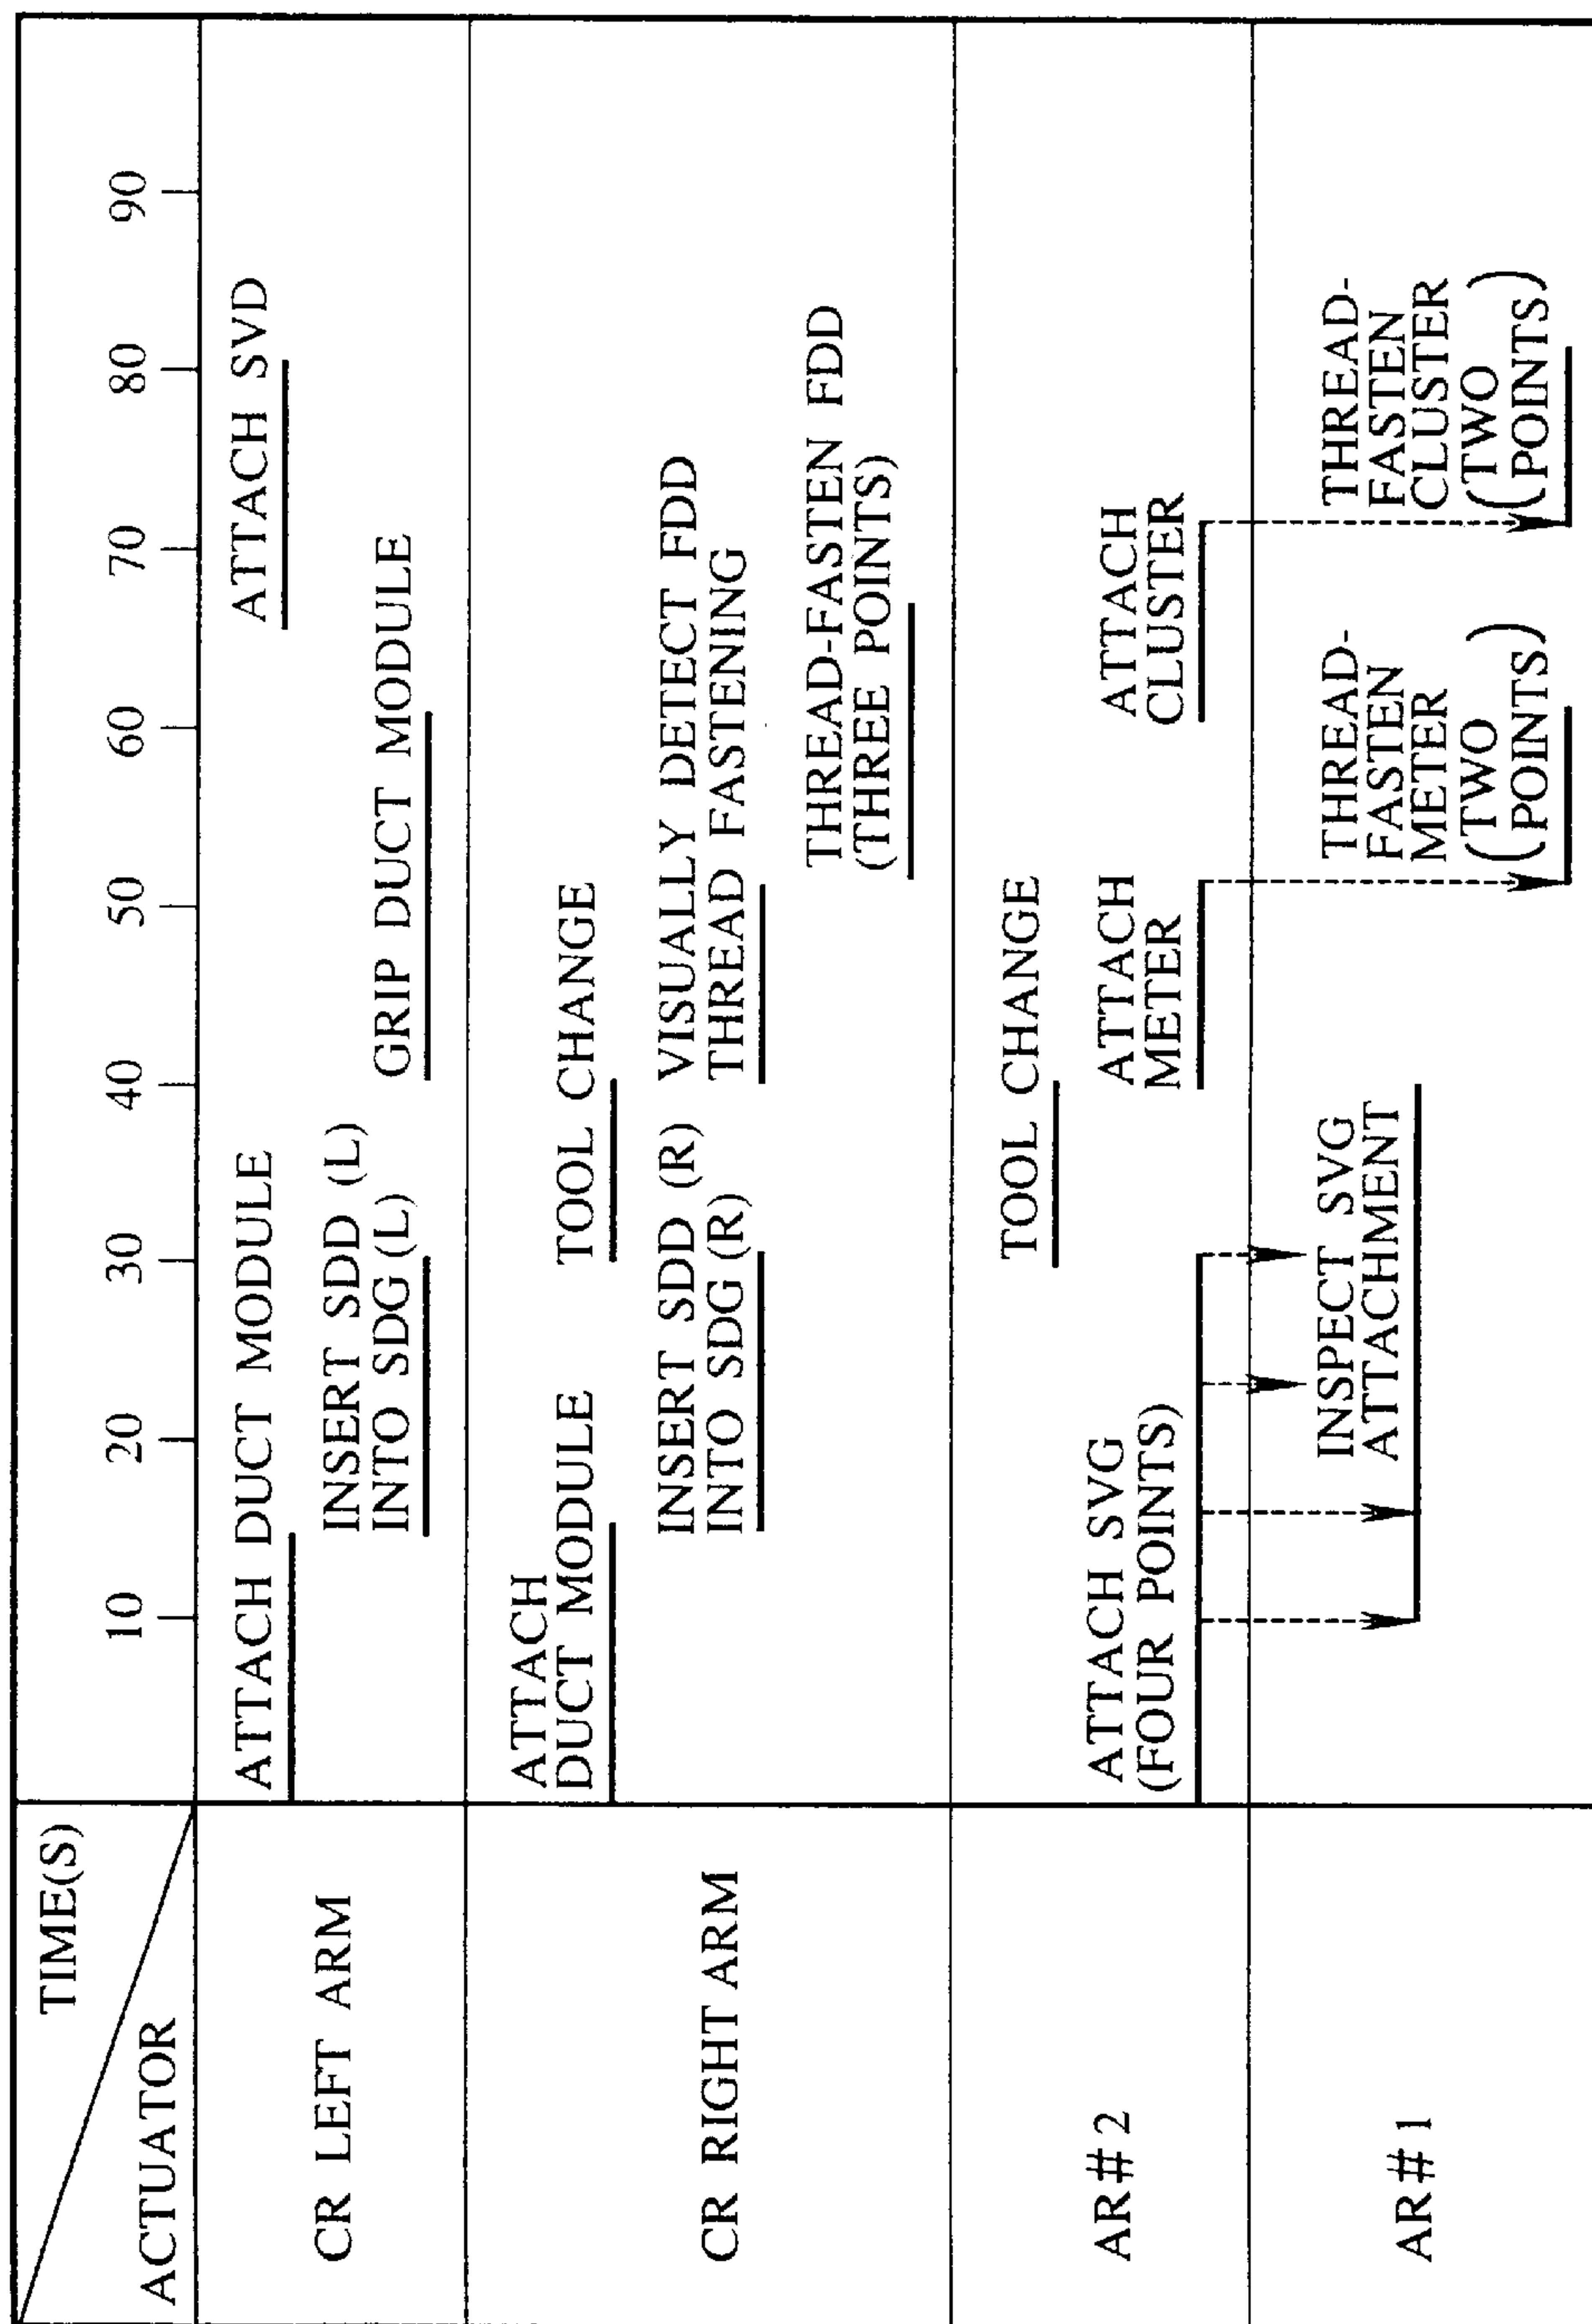 TIME(S)
ACTUATOR
10 20 30 40 50 60 70 80 90
CR LEFT ARM
ATTACH DUCT MODULE
ATTACH SVD
INSERT SDD (L)
INTO SDG (L)
GRIP DUCT MODULE
CR RIGHT ARM
ATTACH
DUCT MODULE
TOOL CHANGE
INSERT SDD (R)
INTO SDG (R)
VISUALLY DETECT FDD
THREAD FASTENING
THREAD-FASTEN FDD
(THREE POINTS)
AR#2
TOOL CHANGE
ATTACH SVG
(FOUR POINTS)
ATTACH
METER
ATTACH
CLUSTER
AR#1
INSPECT SVG
ATTACHMENT
THREAD-
FASTEN
METER
(TWO
POINTS)
THREAD-
FASTEN
CLUSTER
(TWO
POINTS)